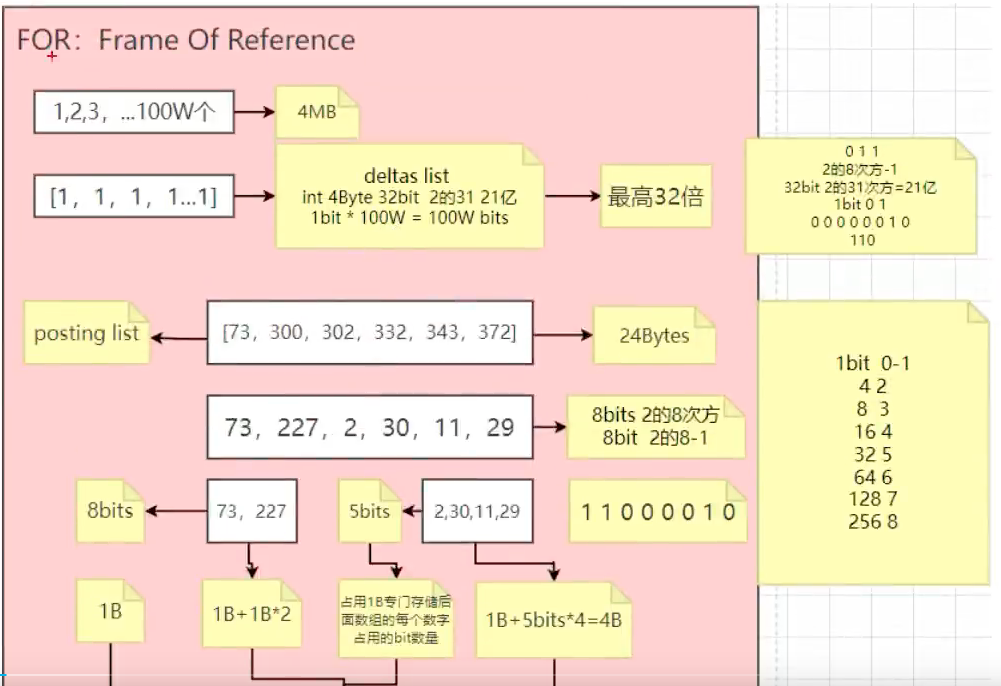 FOR：Frame Of Reference
1,2,3，...100W个
4MB
[1，1，1，1...1]
deltas list
int 4Byte 32bit 2的31 21亿
1bit * 100W = 100W bits
最高32倍
0 1 1
2的8次方-1
32bit 2的31次方=21亿
1bit 0 1
0 0 0 0 0 0 1 0
110
posting list
[73，300，302，332，343，372]
24Bytes
73，227，2，30，11，29
8bits 2的8次方
8bit 2的8-1
1bit 0-1
4 2
8 3
16 4
32 5
64 6
128 7
256 8
8bits
73，227
5bits
2,30,11,29
1 1 0 0 0 0 1 0
1B
1B+1B*2
占用1B专门存储后
面数组的每个数字
占用的bit数量
1B+5bits*4=4B